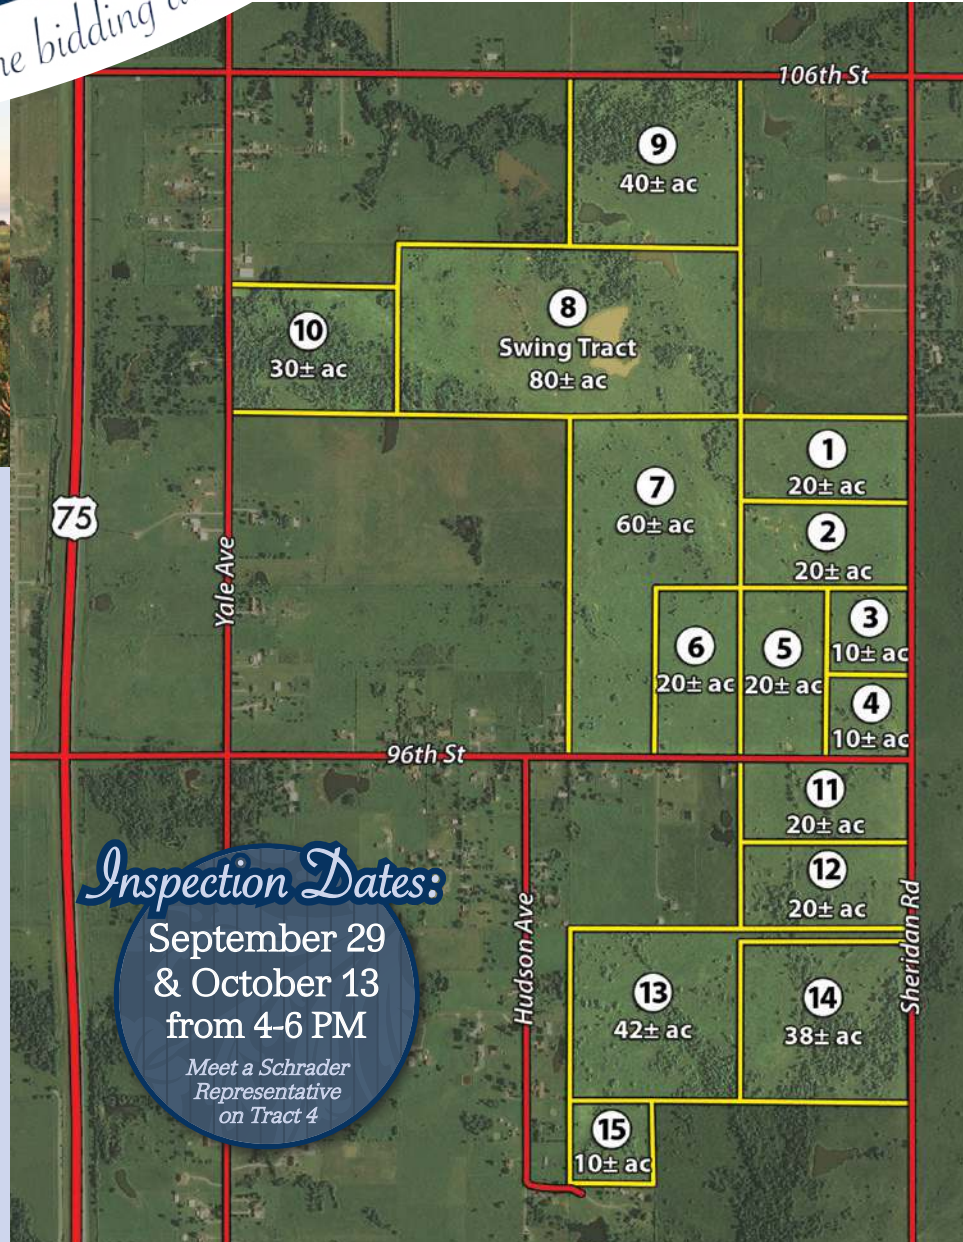 he bidding
106th St
9
40± ac
8
Swing Tract
80± ac
10
30± ac
1
20± ac
7
60± ac
2
20± ac
75
Yale Ave
3
10± ac
6
20± ac
5
20± ac
4
10± ac
96th St
11
20± ac
12
20± ac
Inspection Dates:
September 29
& October 13
from 4-6 PM
Meet a Schrader
Representative
on Tract 4
Hudson Ave
Sheridan Rd
13
42± ac
14
38± ac
15
10± ac